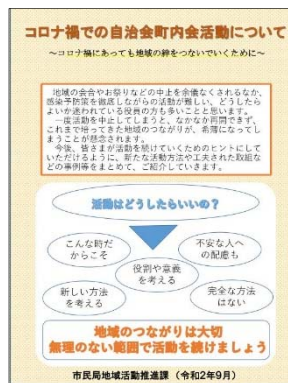 コロナ禍での自治会町内会活動について
～コロナ禍にあっても地域の絆をつないでいくために～
地域の会合やお祭りなどの中止を余儀なくされるなか、
感染予防策を徹底しながらの活動が難しい、どうしたら
よいか迷われている役員の方も多いことと思います。
一度活動を中止してしまうと、なかなか再開できず、
これまで培ってきた地域のつながりが、希薄になってし
まうことが懸念されます。
今後、皆さまが活動を続けていくためのヒントにして
いただけるように、新たな活動方法や工夫された取組な
どの事例等をまとめて、ご紹介していきます。
活動はどうしたらいいの？
こんな時だ
からこそ
不安な人へ
の配慮も
役割や意義
を考える
新しい方法
を考える
完全な方法
はない
地域のつながりは大切
無理のない範囲で活動を続けましょう
市民局地域活動推進課（令和2年9月）